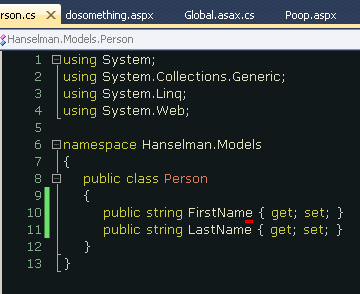 rson.cs X dosomething.aspx Global.asax.cs Poop.aspx
Hanselman.Models.Person
1 using System;
2 using System.Collections.Generic;
3 using System.Linq;
4 using System.Web;
5
6 namespace Hanselman.Models
7 {
8 public class Person
9 {
10 public string FirstName { get; set; }
11 public string LastName { get; set; }
12 }
13 }